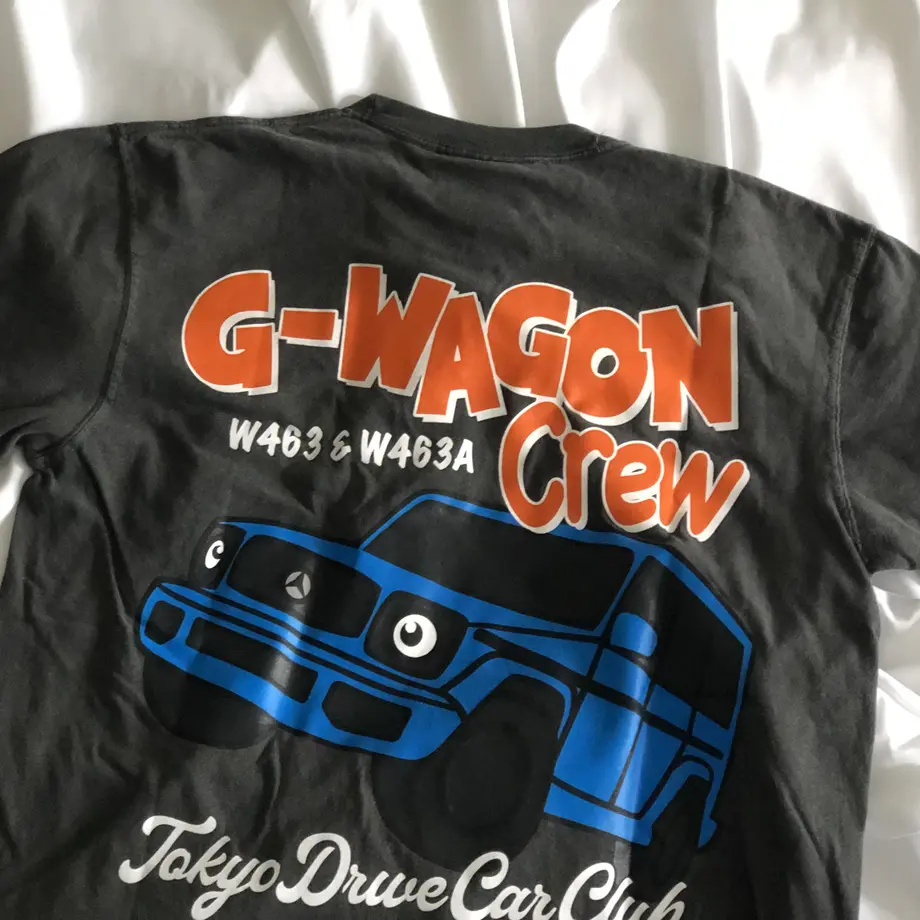 G-WAGON
Crew
W463 & W463A
Tokyo Drive Car Club